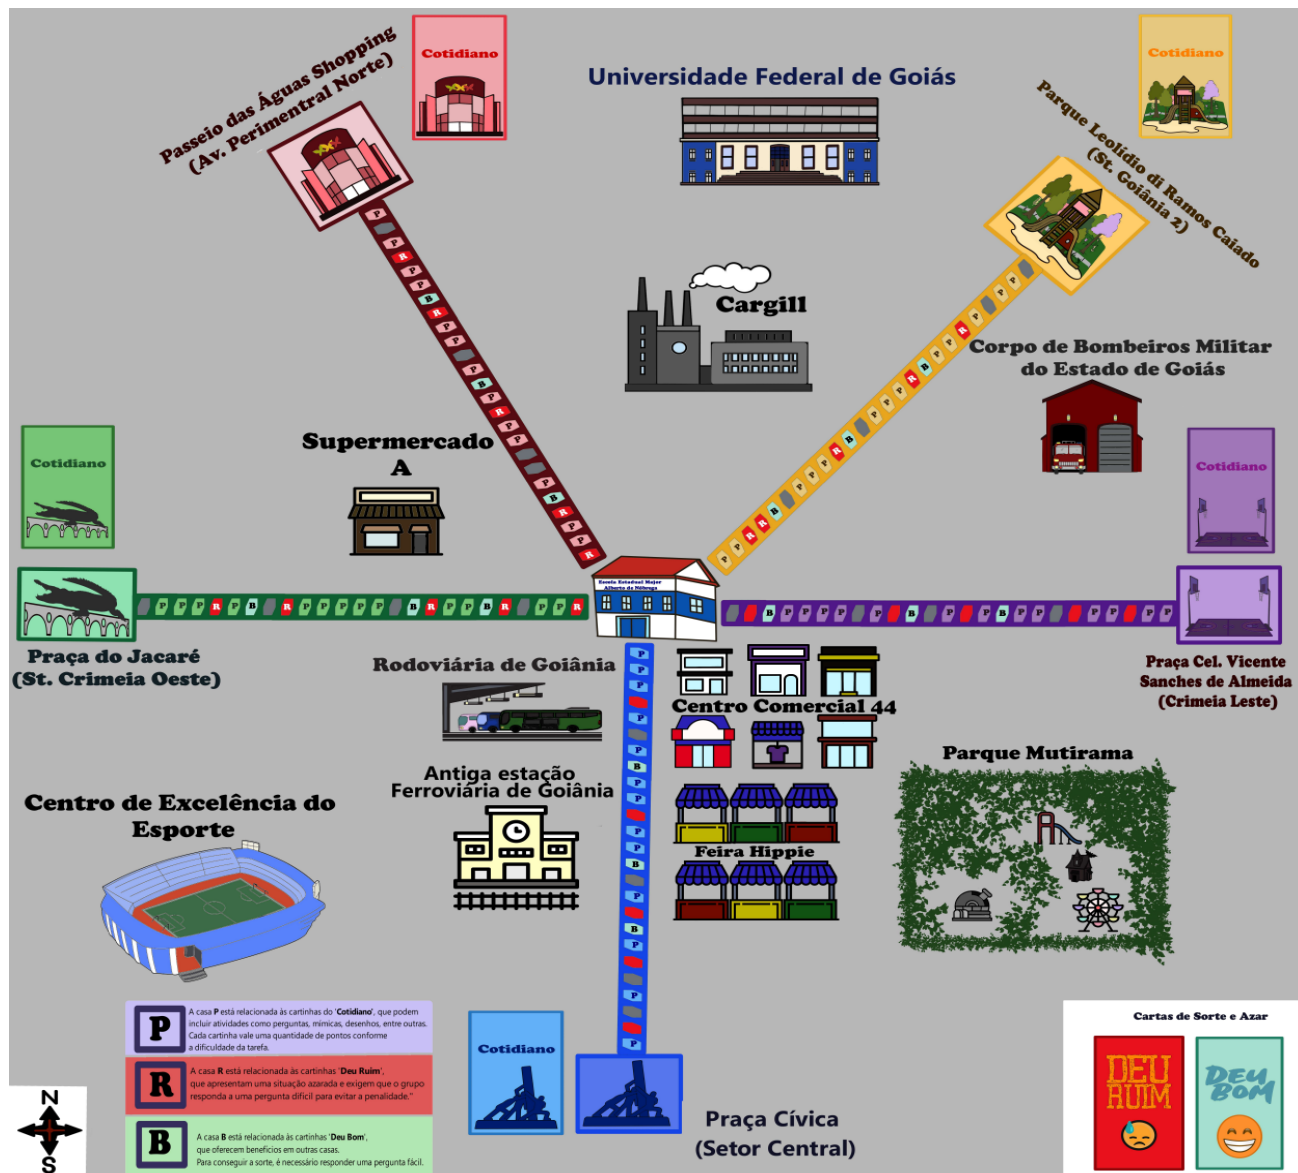 Passeio das Águas Shopping
(Av. Perimentral Norte)
Cotidiano
Universidade Federal de Goiás
Cotidiano
Parque Leolídio di Ramos Caiado
(St. Goiânia 2)
Cargill
Corpo de Bombeiros Militar
do Estado de Goiás
Supermercado
A
Cotidiano
Cotidiano
Escola Estadual Major
Alberto de Nóbrega
Praça do Jacaré
(St. Crimeia Oeste)
Praça Cel. Vicente
Sanches de Almeida
(Crimeia Leste)
Rodoviária de Goiânia
Centro Comercial 44
Antiga estação
Ferroviária de Goiânia
Parque Mutirama
Centro de Excelência do
Esporte
Feira Hippie
P
A casa P está relacionada às cartinhas do 'Cotidiano', que podem
incluir atividades como perguntas, mímicas, desenhos, entre outras.
Cada cartinha vale uma quantidade de pontos conforme
a dificuldade da tarefa.
R
A casa R está relacionada às cartinhas 'Deu Ruim',
que apresentam uma situação azarada e exigem que o grupo
responda a uma pergunta difícil para evitar a penalidade."
B
A casa B está relacionada às cartinhas 'Deu Bom',
que oferecem benefícios em outras casas.
Para conseguir a sorte, é necessário responder uma pergunta fácil.
N
S
Cotidiano
Praça Cívica
(Setor Central)
Cartas de Sorte e Azar
DEU
RUIM
DEU
BOM